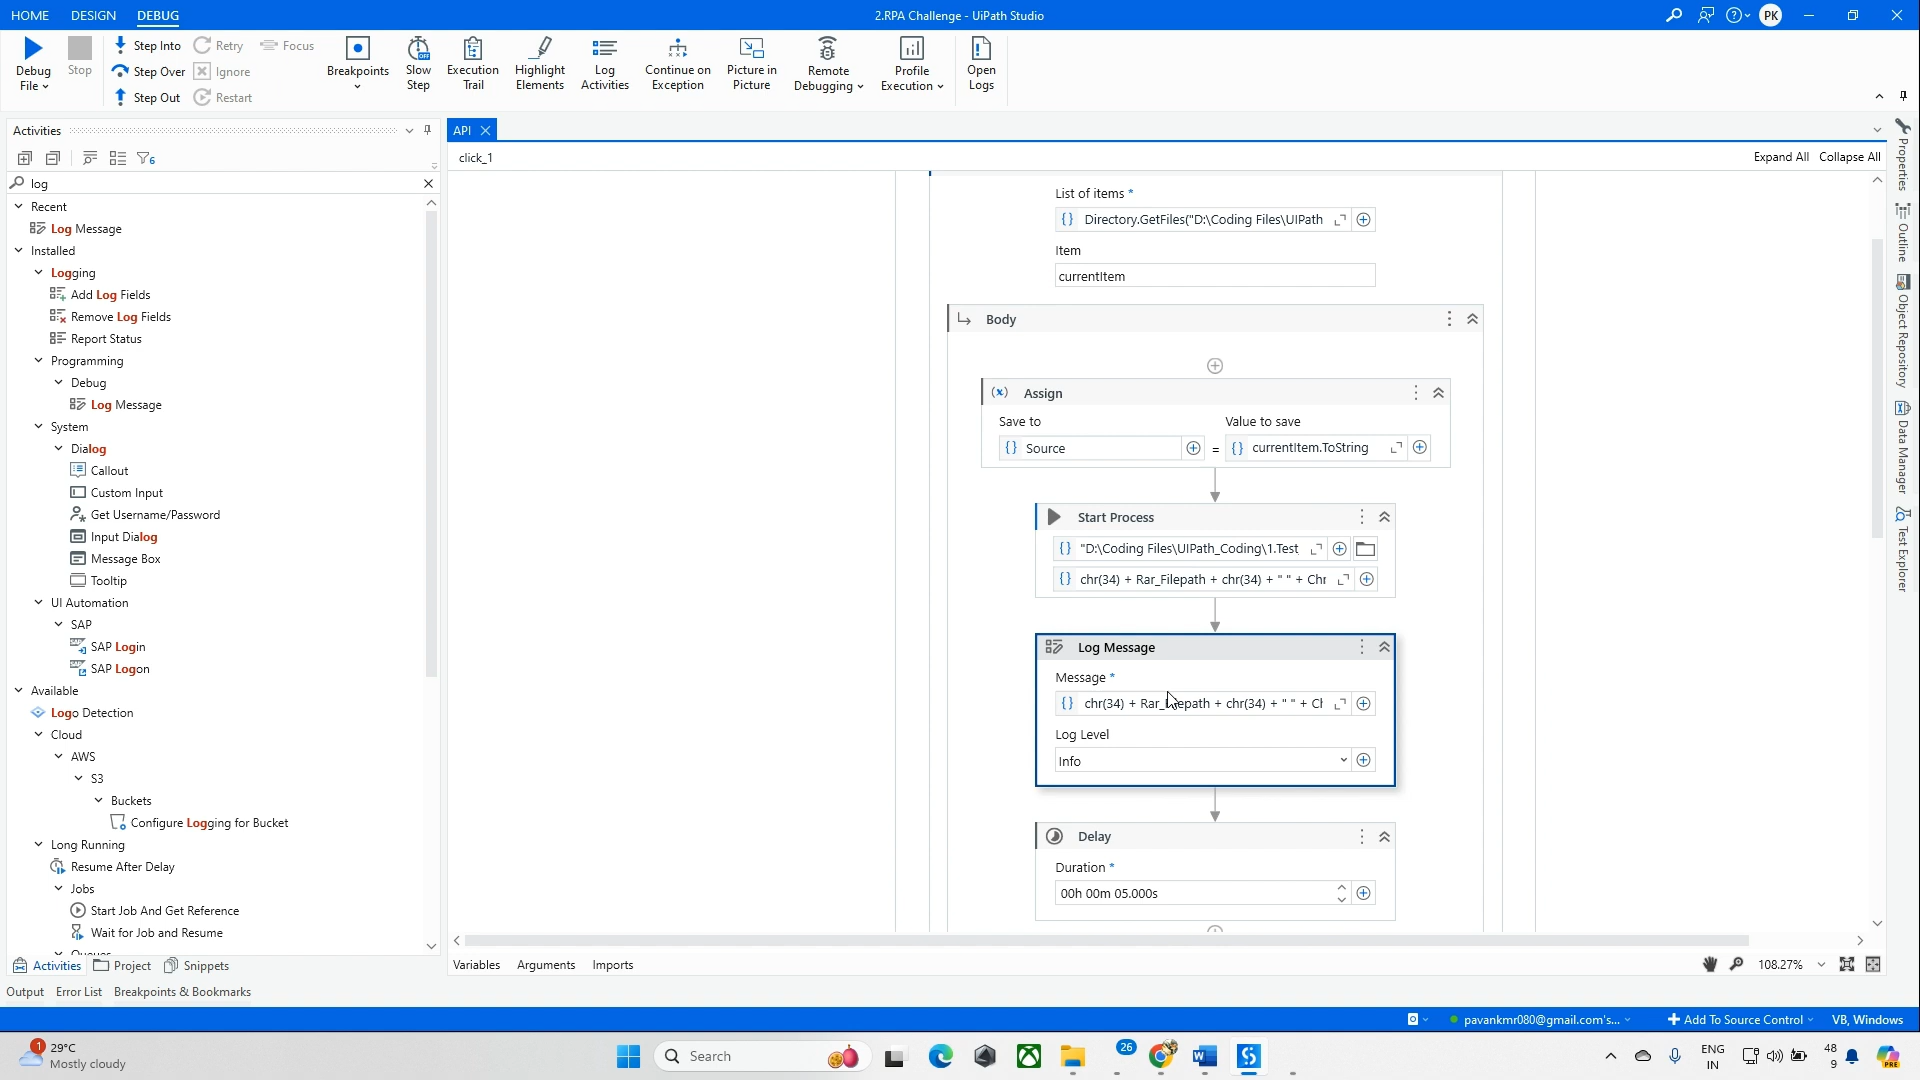 HOME DESIGN DEBUG
2.RPA Challenge - UiPath Studio
PK
Debug File
Stop
Step Into
Step Over
Step Out
Retry
Ignore
Restart
Focus
Breakpoints
Slow Step
Execution Trail
Highlight Elements
Log Activities
Continue on Exception
Picture in Picture
Remote Debugging
Profile Execution
Open Logs
Activities
6
log
Recent
Log Message
Installed
Logging
Add Log Fields
Remove Log Fields
Report Status
Programming
Debug
Log Message
System
Dialog
Callout
Custom Input
Get Username/Password
Input Dialog
Message Box
Tooltip
UI Automation
SAP
SAP Login
SAP Logon
Available
Logo Detection
Cloud
AWS
S3
Buckets
Configure Logging for Bucket
Long Running
Resume After Delay
Jobs
Start Job And Get Reference
Wait for Job and Resume
Activities Project Snippets
Output Error List Breakpoints & Bookmarks
API
click_1
Expand All Collapse All
List of items *
Directory.GetFiles("D:\Coding Files\UIPath
Item
currentItem
Body
Assign
Save to
Value to save
Source
=
currentItem.ToString
Start Process
"D:\Coding Files\UIPath_Coding\1.Test
chr(34) + Rar_Filepath + chr(34) + " " + Chr
Log Message
Message *
chr(34) + Rar_Filepath + chr(34) + " " + Cl
Log Level
Info
Delay
Duration *
00h 00m 05.000s
Variables Arguments Imports
108.27%
Properties
Outline
Object Repository
Data Manager
Test Explorer
pavankmr080@gmail.com's...
Add To Source Control
VB, Windows
1
29°C
Mostly cloudy
Search
26
ENG
IN
48
9
PRE